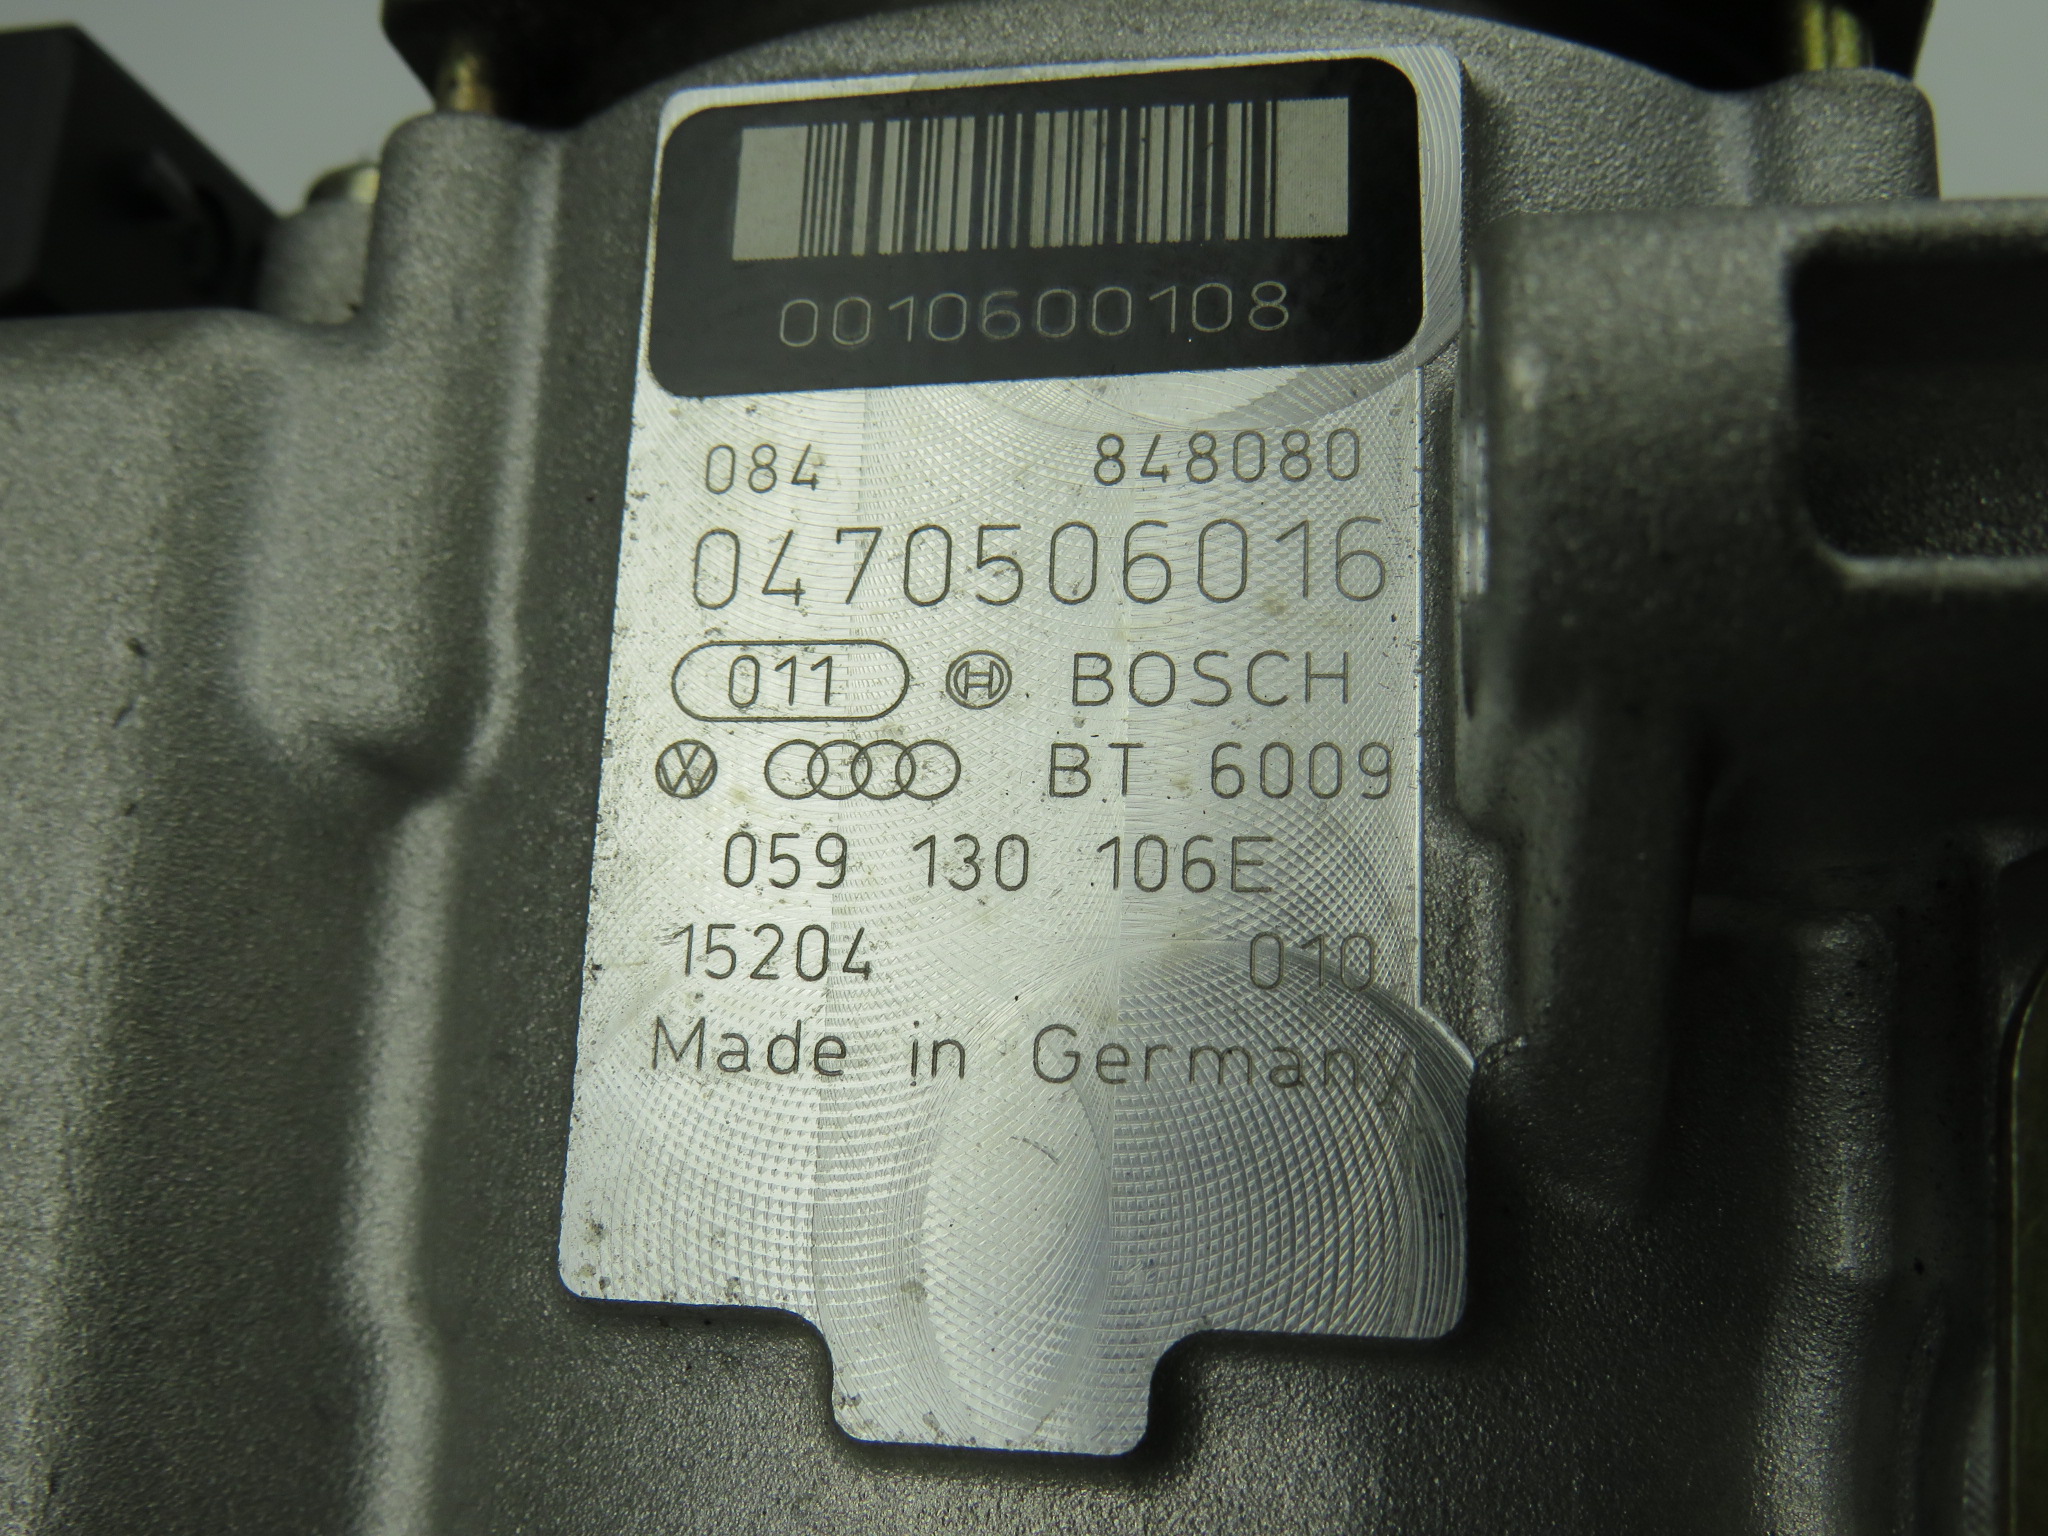 0010600108
084 848080
0470506016
011 BOSCH
BT 6009
059 130 106E
15204 010
Made in Germany